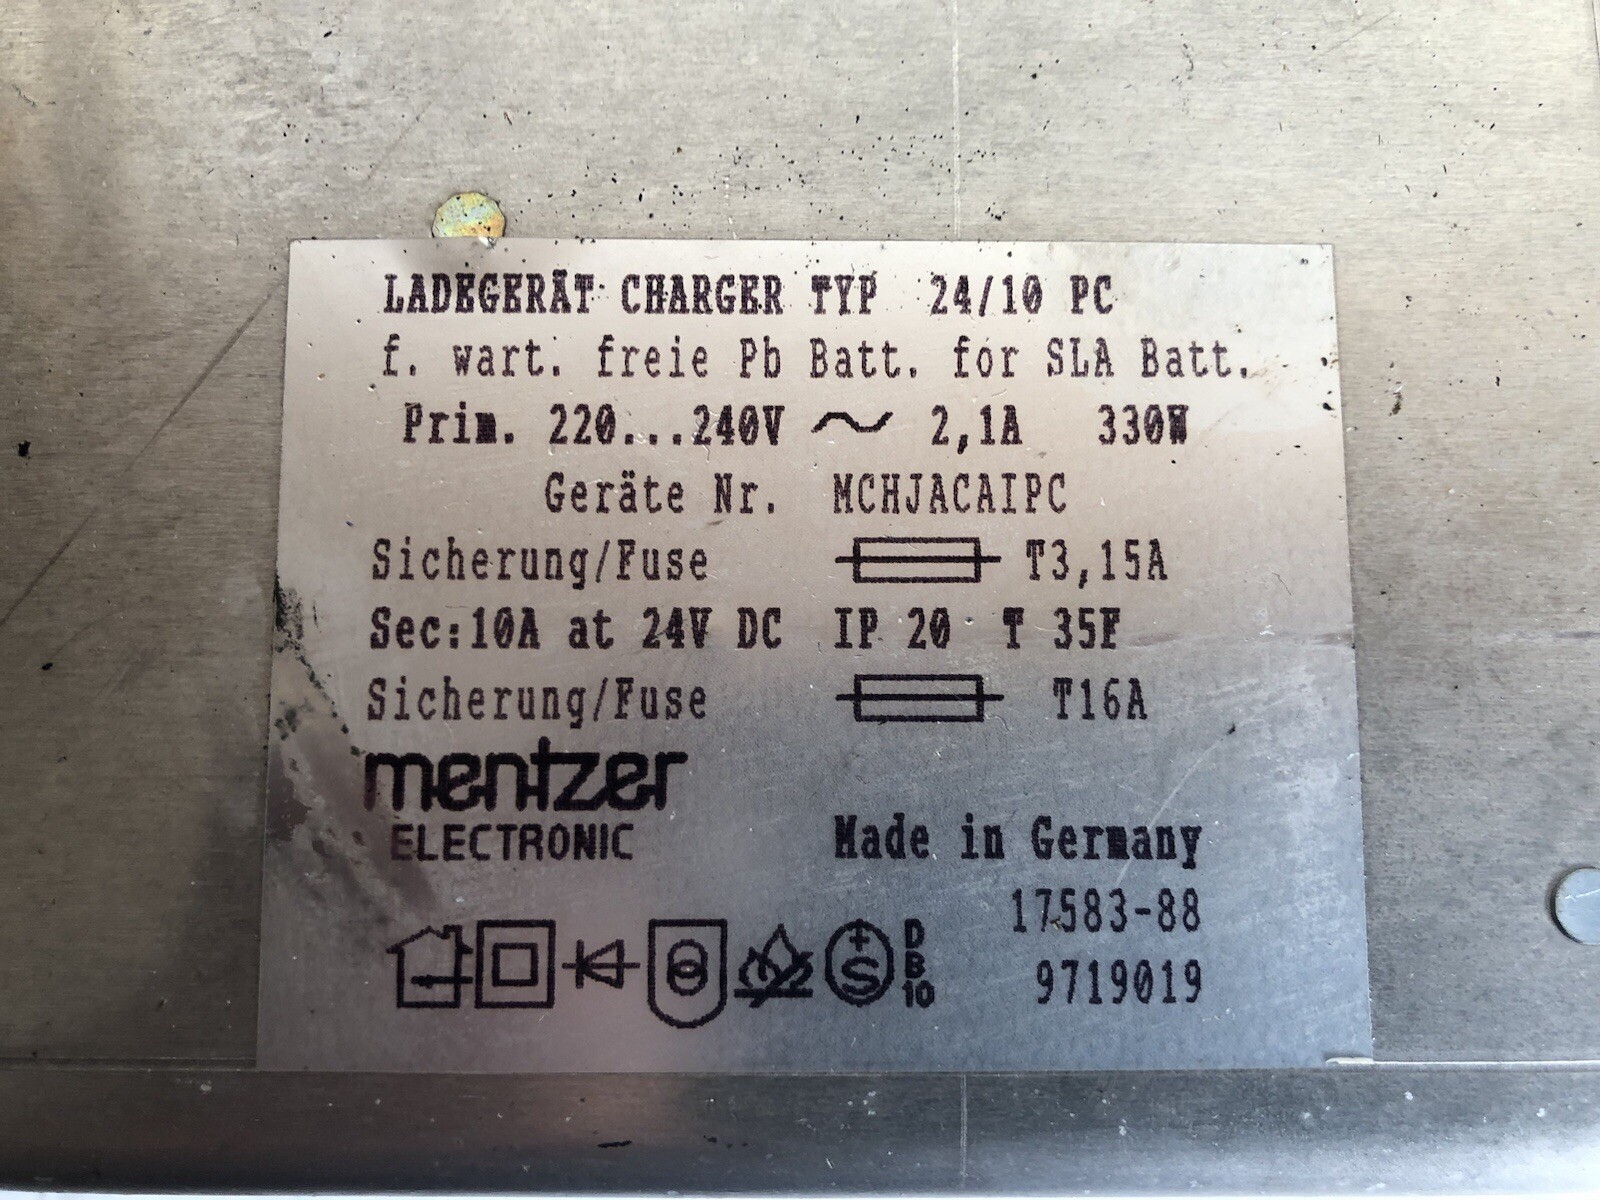 LADEGERÄT CHARGER TYP 24/10 PC
f. wart. freie Pb Batt. for SLA Batt.
Prim. 220...240V ~ 2,1A 330W
Geräte Nr. MCHJACAIPC
Sicherung/Fuse T3,15A
Sec:10A at 24V DC IP 20 T 35F
Sicherung/Fuse T16A
mentzer
ELECTRONIC
Made in Germany
17583-88
+S D B 10
9719019